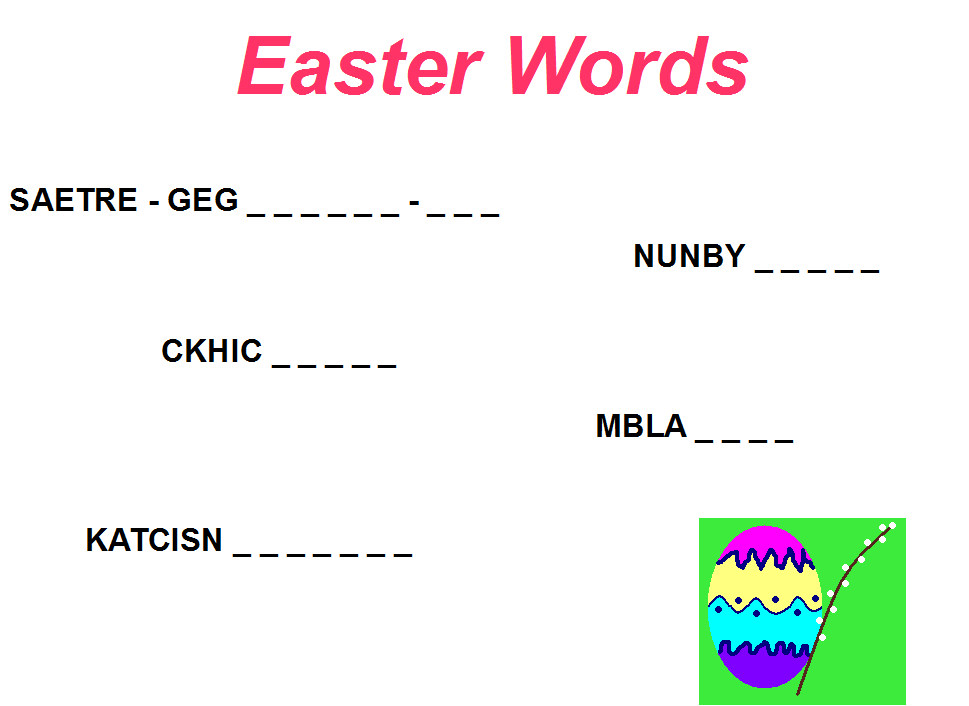 Easter Words
SAETRE - GEG _ _ _ _ _ _ - _ _ _
NUNBY _ _ _ _ _
CKHIC _ _ _ _ _
MBLA _ _ _ _
KATCISN _ _ _ _ _ _ _